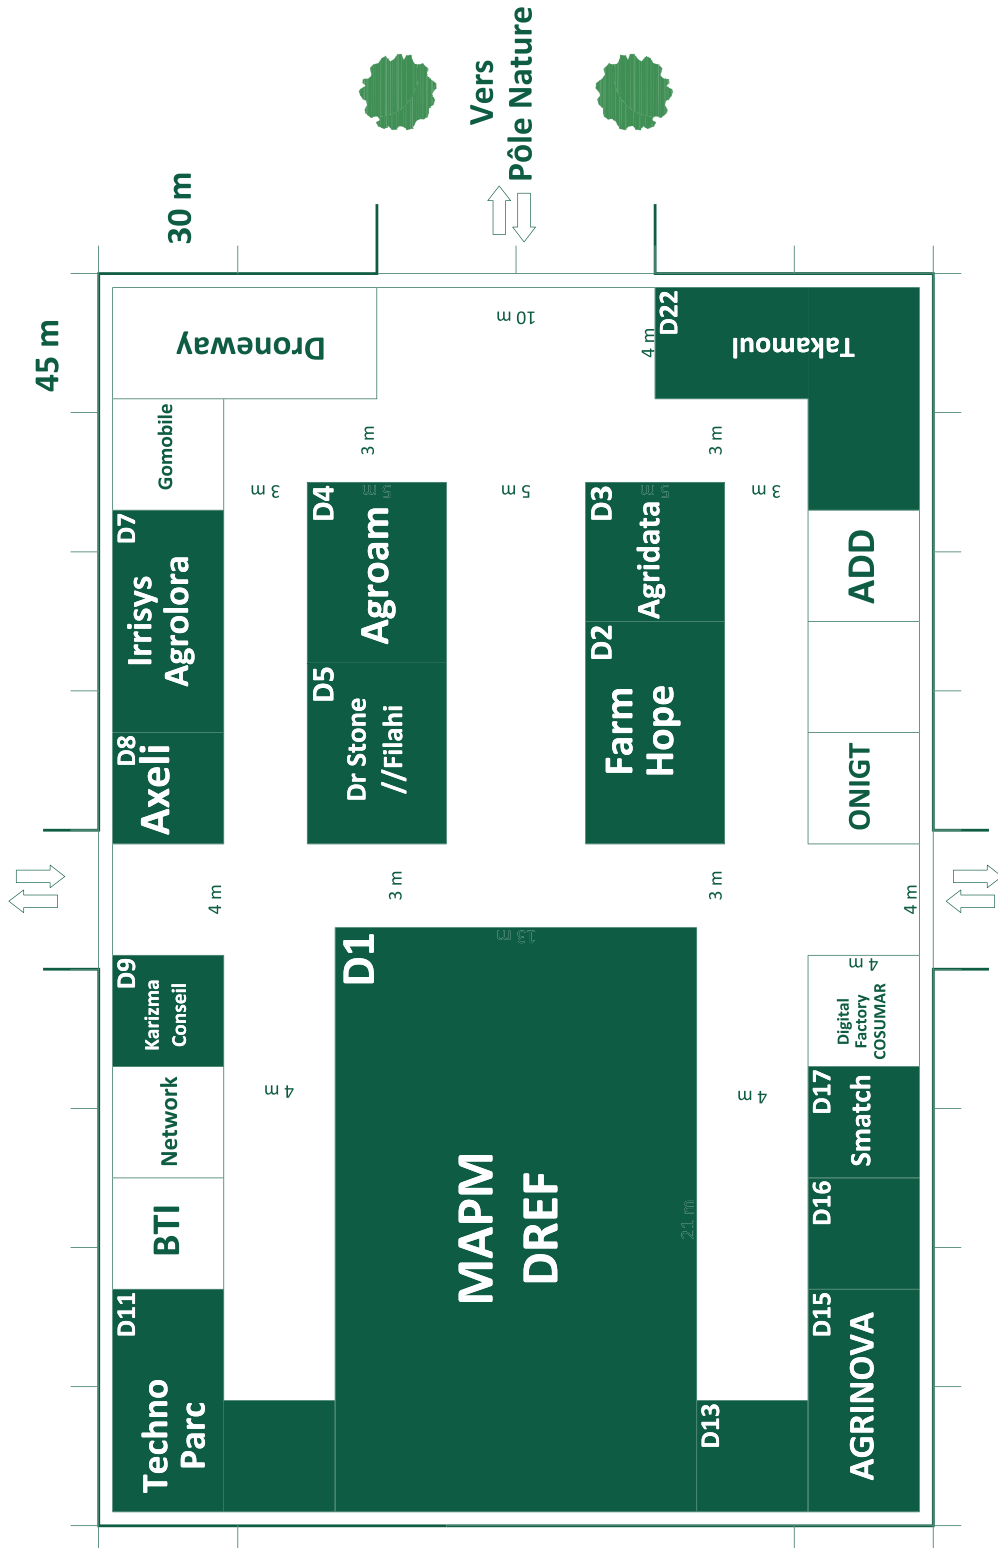 Vers
Pôle Nature
30 m
45 m
Droneway
10 m
4 m
D22
Takamoul
Gomobile
3 m
3 m
3 m
5 m
5 m
5 m
3 m
D7
Irrisys
Agrolora
D4
Agroam
D3
Agridata
ADD
D8
Axeli
D5
Dr Stone
//Filahi
D2
Farm
Hope
ONIGT
4 m
3 m
3 m
4 m
D9
Karizma
Conseil
D1
13 m
MAPM
DREF
21 m
4 m
Digital
Factory
COSUMAR
Network
4 m
4 m
D17
Smatch
BTI
D16
D11
Techno
Parc
D13
D15
AGRINOVA